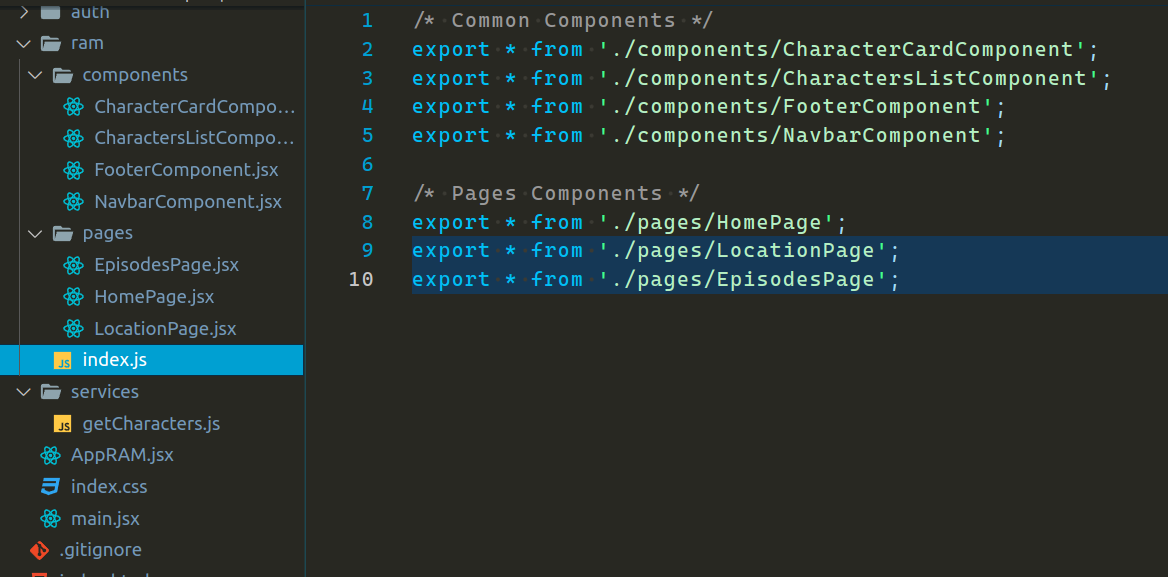 auth
ram
components
CharacterCardCompo...
CharactersListCompo...
FooterComponent.jsx
NavbarComponent.jsx
pages
EpisodesPage.jsx
HomePage.jsx
LocationPage.jsx
JS index.js
services
JS getCharacters.js
AppRAM.jsx
index.css
main.jsx
.gitignore
1 /* Common Components */
2 export * from './components/CharacterCardComponent';
3 export * from './components/CharactersListComponent';
4 export * from './components/FooterComponent';
5 export * from './components/NavbarComponent';
6
7 /* Pages Components */
8 export * from './pages/HomePage';
9 export * from './pages/LocationPage';
10 export * from './pages/EpisodesPage';